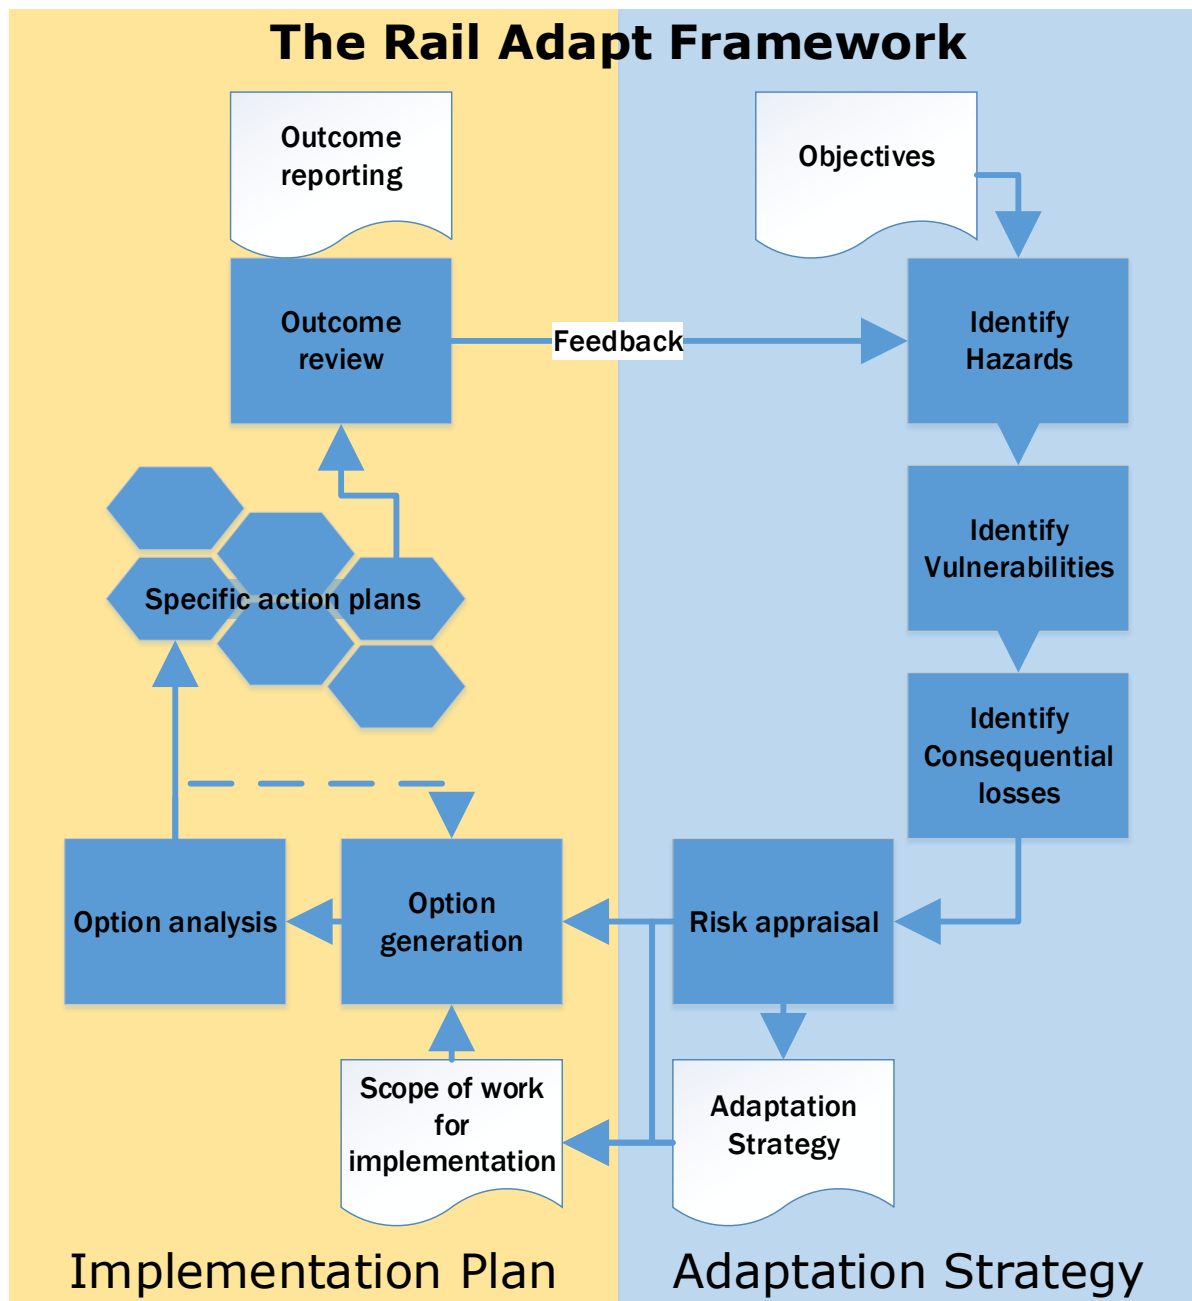 The Rail Adapt Framework
Outcome
reporting
Objectives
Outcome
review
Feedback
Identify
Hazards
Identify
Vulnerabilities
Specific action plans
Identify
Consequential
losses
Option analysis
Option
generation
Risk appraisal
Scope of work
for
implementation
Adaptation
Strategy
Implementation Plan
Adaptation Strategy